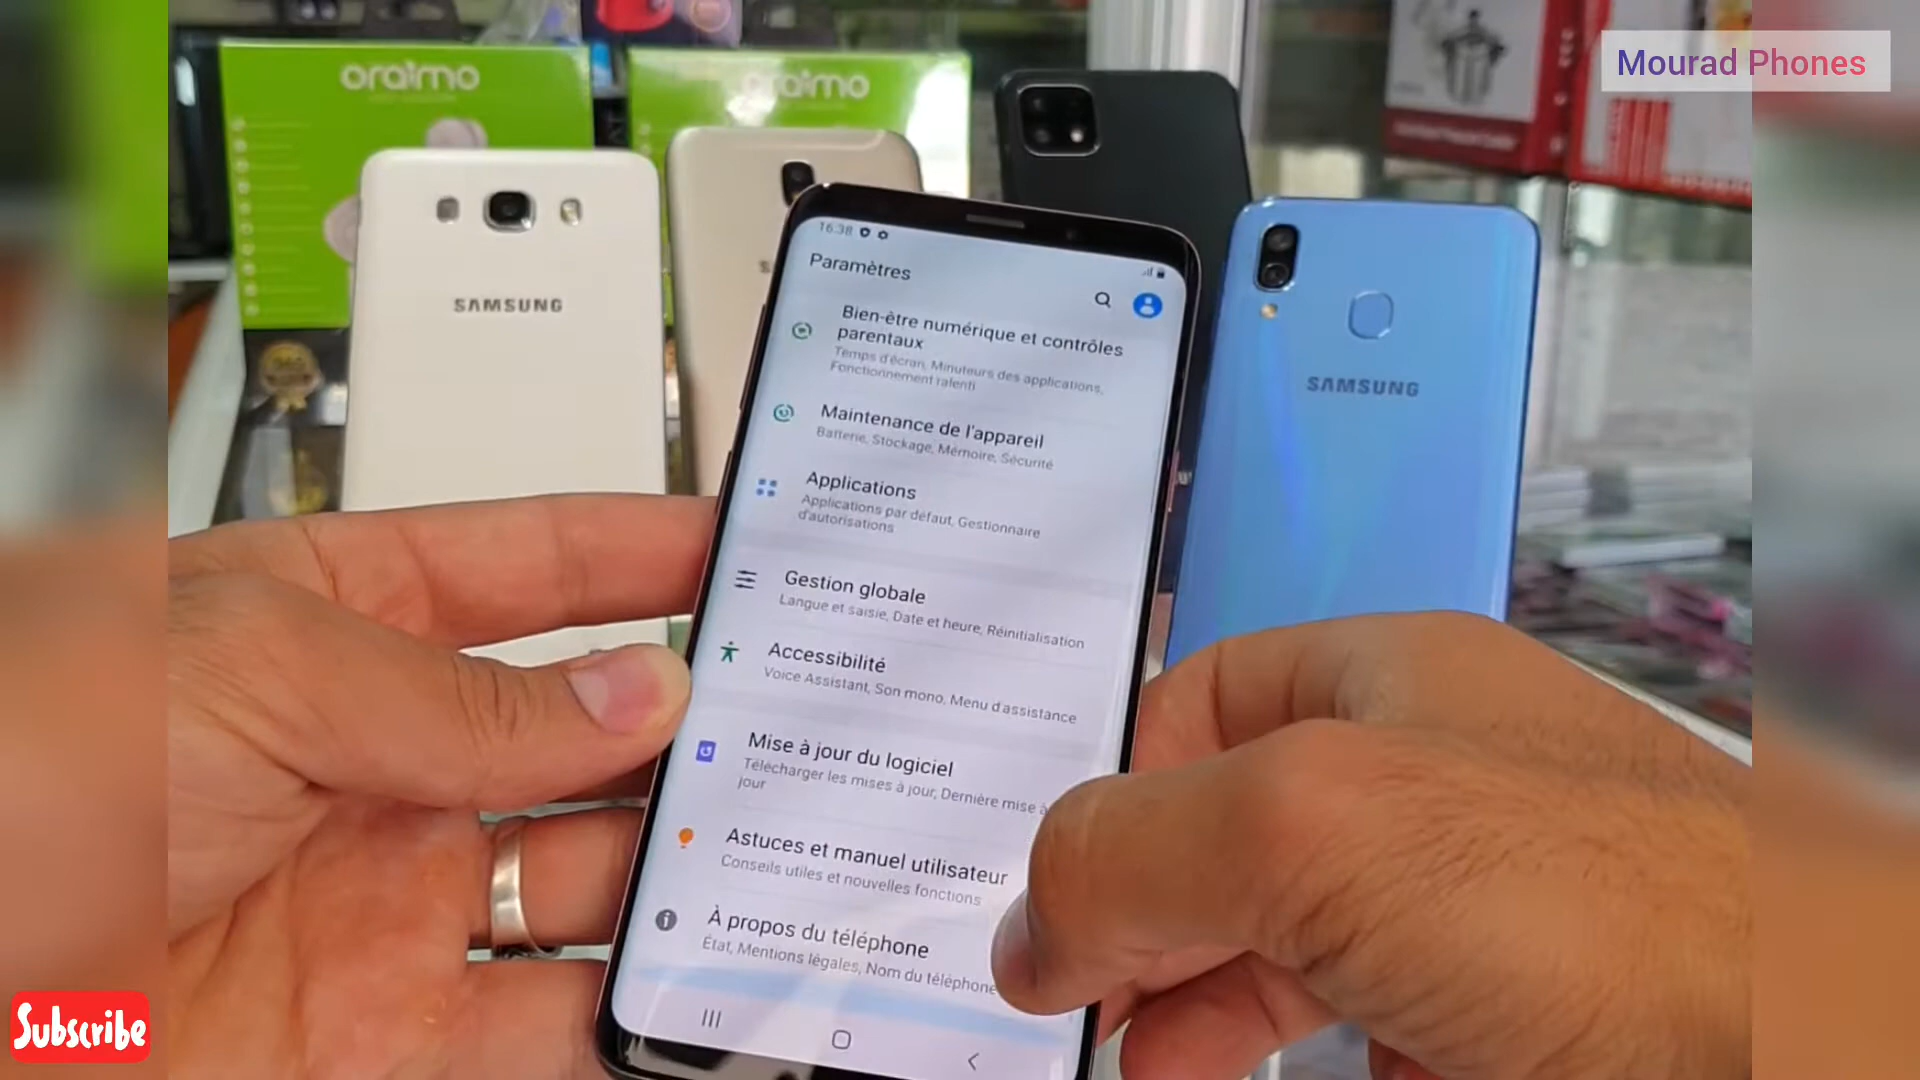 Mourad Phones
oraimo
oraimo
SAMSUNG
SAMSUNG
16:38
Paramètres
Bien-être numérique et contrôles
parentaux
Temps d'écran, Minuteurs des applications,
Fonctionnement ralenti
Maintenance de l'appareil
Batterie, Stockage, Mémoire, Sécurité
Applications
Applications par défaut, Gestionnaire
d'autorisations
Gestion globale
Langue et saisie, Date et heure, Réinitialisation
Accessibilité
Voice Assistant, Son mono, Menu d'assistance
Mise à jour du logiciel
Télécharger les mises à jour, Dernière mise à
jour
Astuces et manuel utilisateur
Conseils utiles et nouvelles fonctions
À propos du téléphone
État, Mentions légales, Nom du téléphone
Subscribe